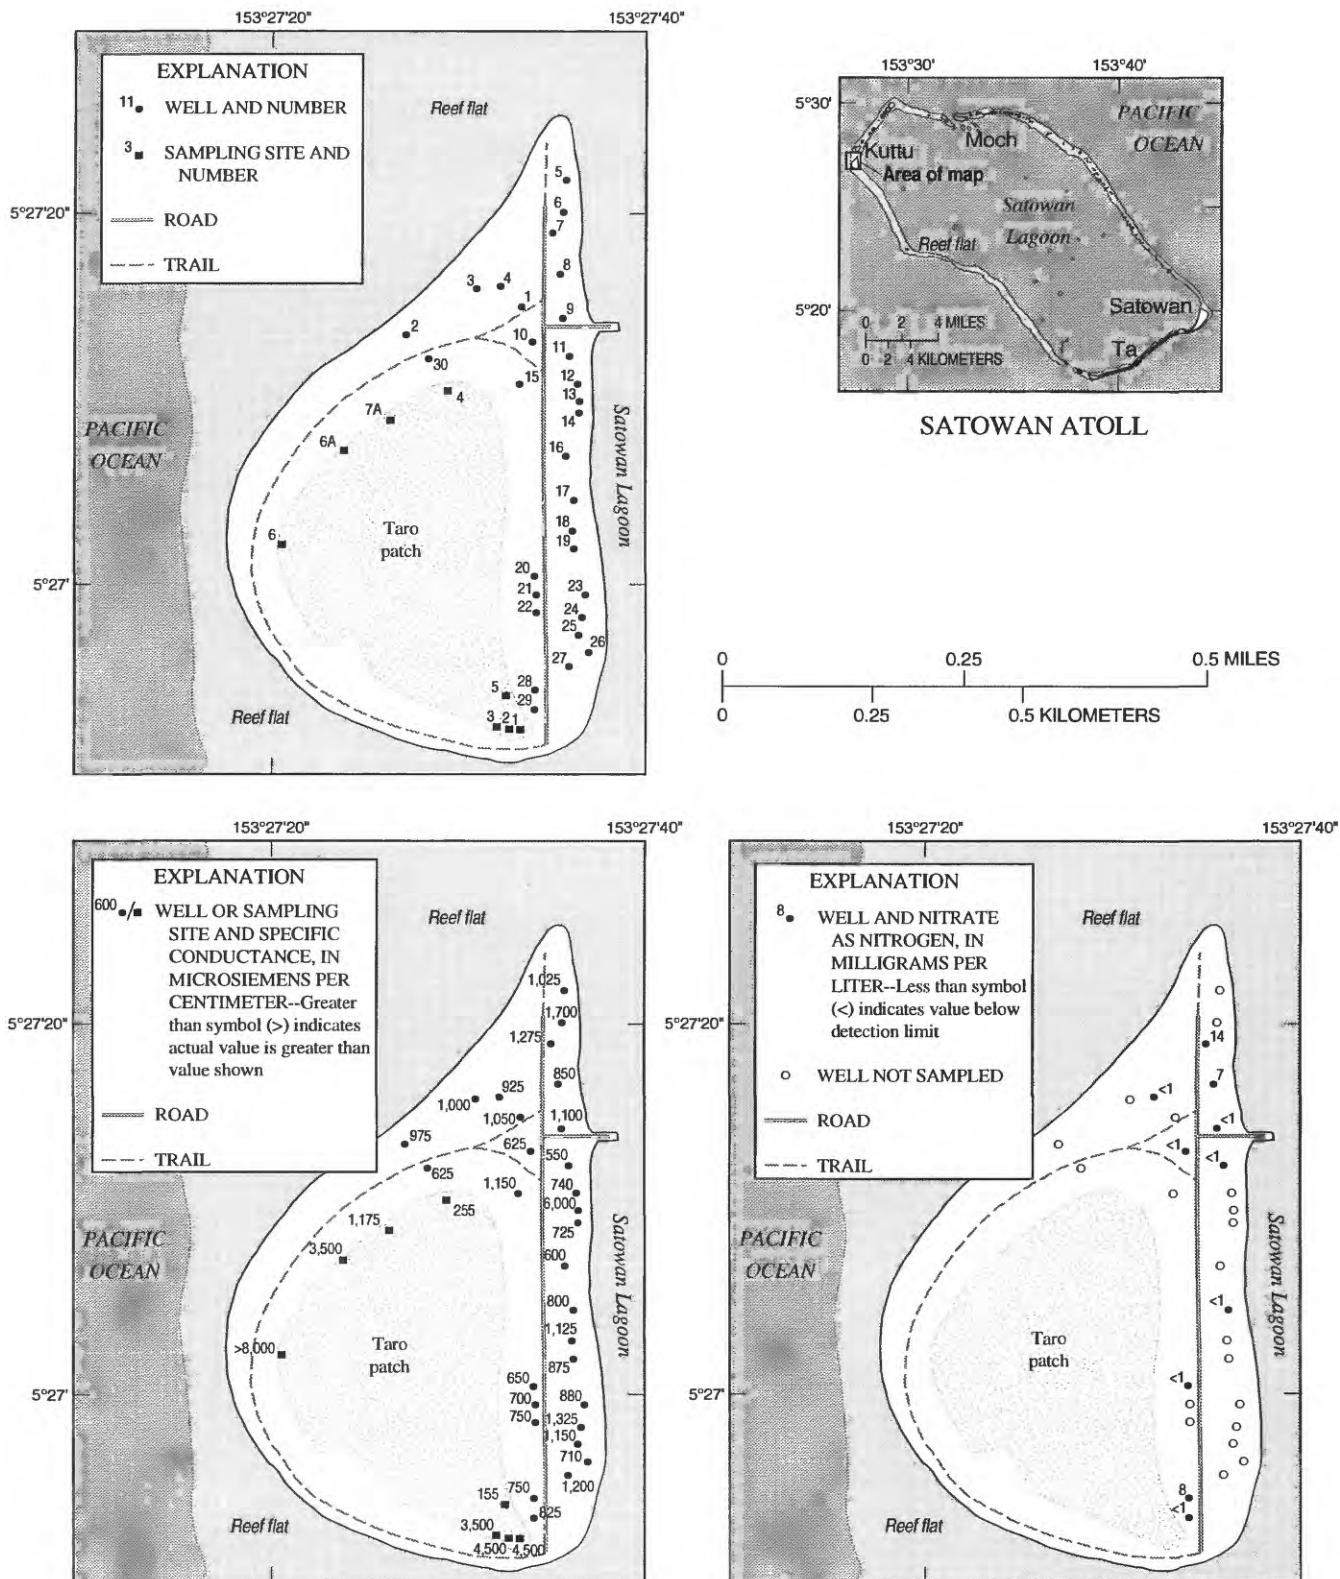 153°27'20"
153°27'40"
EXPLANATION
11 WELL AND NUMBER
3 SAMPLING SITE AND
NUMBER
ROAD
TRAIL
Reef flat
5°27'20"
5
6
7
8
3
4
1
9
2
10
11
30
15
12
4
13
7A
14
6A
16
PACIFIC
OCEAN
Satowan Lagoon
17
Taro
patch
18
19
6
20
5°27'
21
23
22
24
25
26
27
28
5
29
3
2
1
Reef flat
153°30'
153°40'
5°30'
PACIFIC
OCEAN
Moch
Kuttu
Area of map
Satowan
Lagoon
Reef flat
5°20'
Satowan
0 2 4 MILES
0 2 4 KILOMETERS
Ta
SATOWAN ATOLL
0 0.25 0.5 MILES
0 0.25 0.5 KILOMETERS
153°27'20"
153°27'40"
EXPLANATION
600 / WELL OR SAMPLING
SITE AND SPECIFIC
CONDUCTANCE, IN
MICROSIEMENS PER
CENTIMETER--Greater
than symbol (>) indicates
actual value is greater than
value shown
ROAD
TRAIL
Reef flat
5°27'20"
1,025
1,700
1,275
850
925
1,000
1,050
1,100
975
625
550
625
1,150
740
255
6,000
1,175
725
3,500
600
PACIFIC
OCEAN
Satowan Lagoon
800
1,125
Taro
patch
>8,000
875
650
5°27'
700
880
750
1,325
1,150
710
1,200
750
155
825
3,500
4,500
4,500
Reef flat
153°27'20"
153°27'40"
EXPLANATION
8 WELL AND NITRATE
AS NITROGEN, IN
MILLIGRAMS PER
LITER--Less than symbol
(<) indicates value below
detection limit
WELL NOT SAMPLED
ROAD
TRAIL
Reef flat
5°27'20"
14
7
<1
<1
<1
<1
PACIFIC
OCEAN
Satowan Lagoon
<1
Taro
patch
<1
5°27'
8
<1
Reef flat